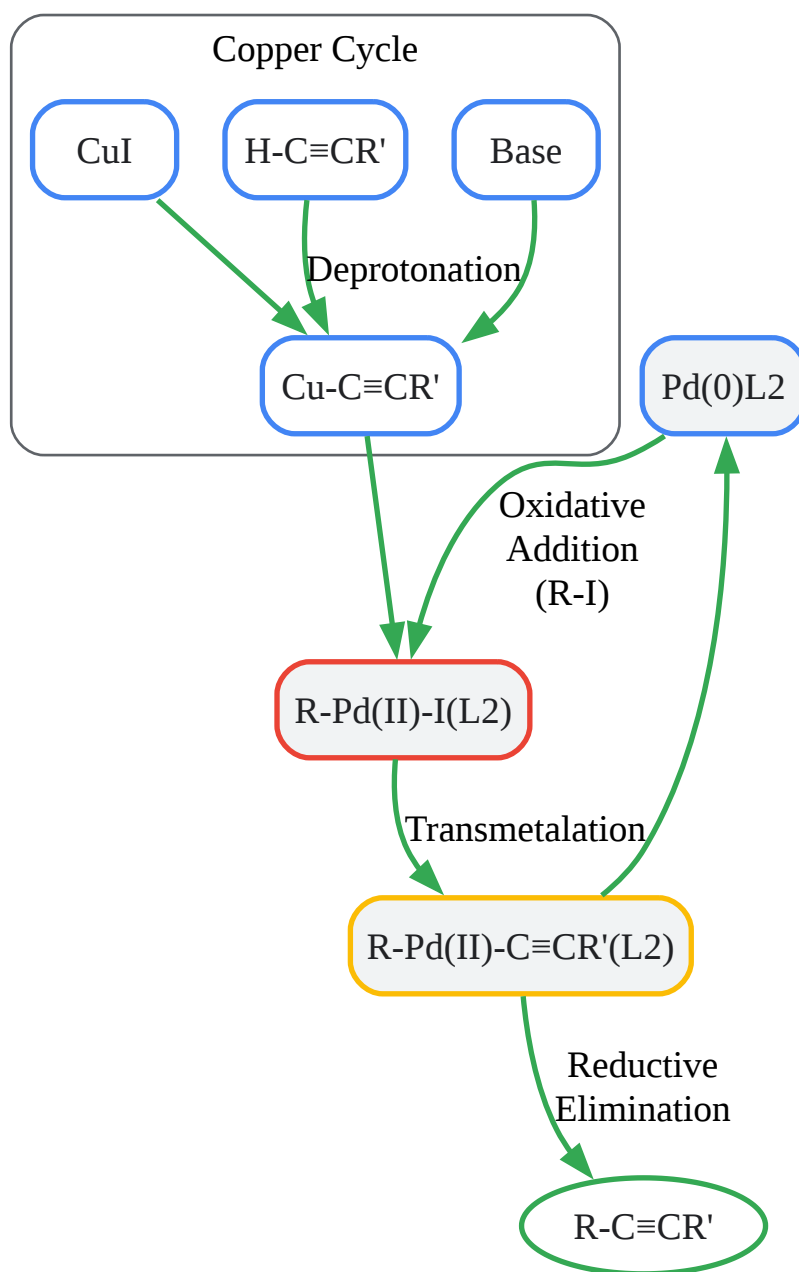 Copper Cycle
CuI
H-C≡CR'
Base
Deprotonation
Cu-C≡CR'
Pd(0)L2
Oxidative
Addition
(R-I)
R-Pd(II)-I(L2)
Transmetalation
R-Pd(II)-C≡CR'(L2)
Reductive
Elimination
R-C≡CR'